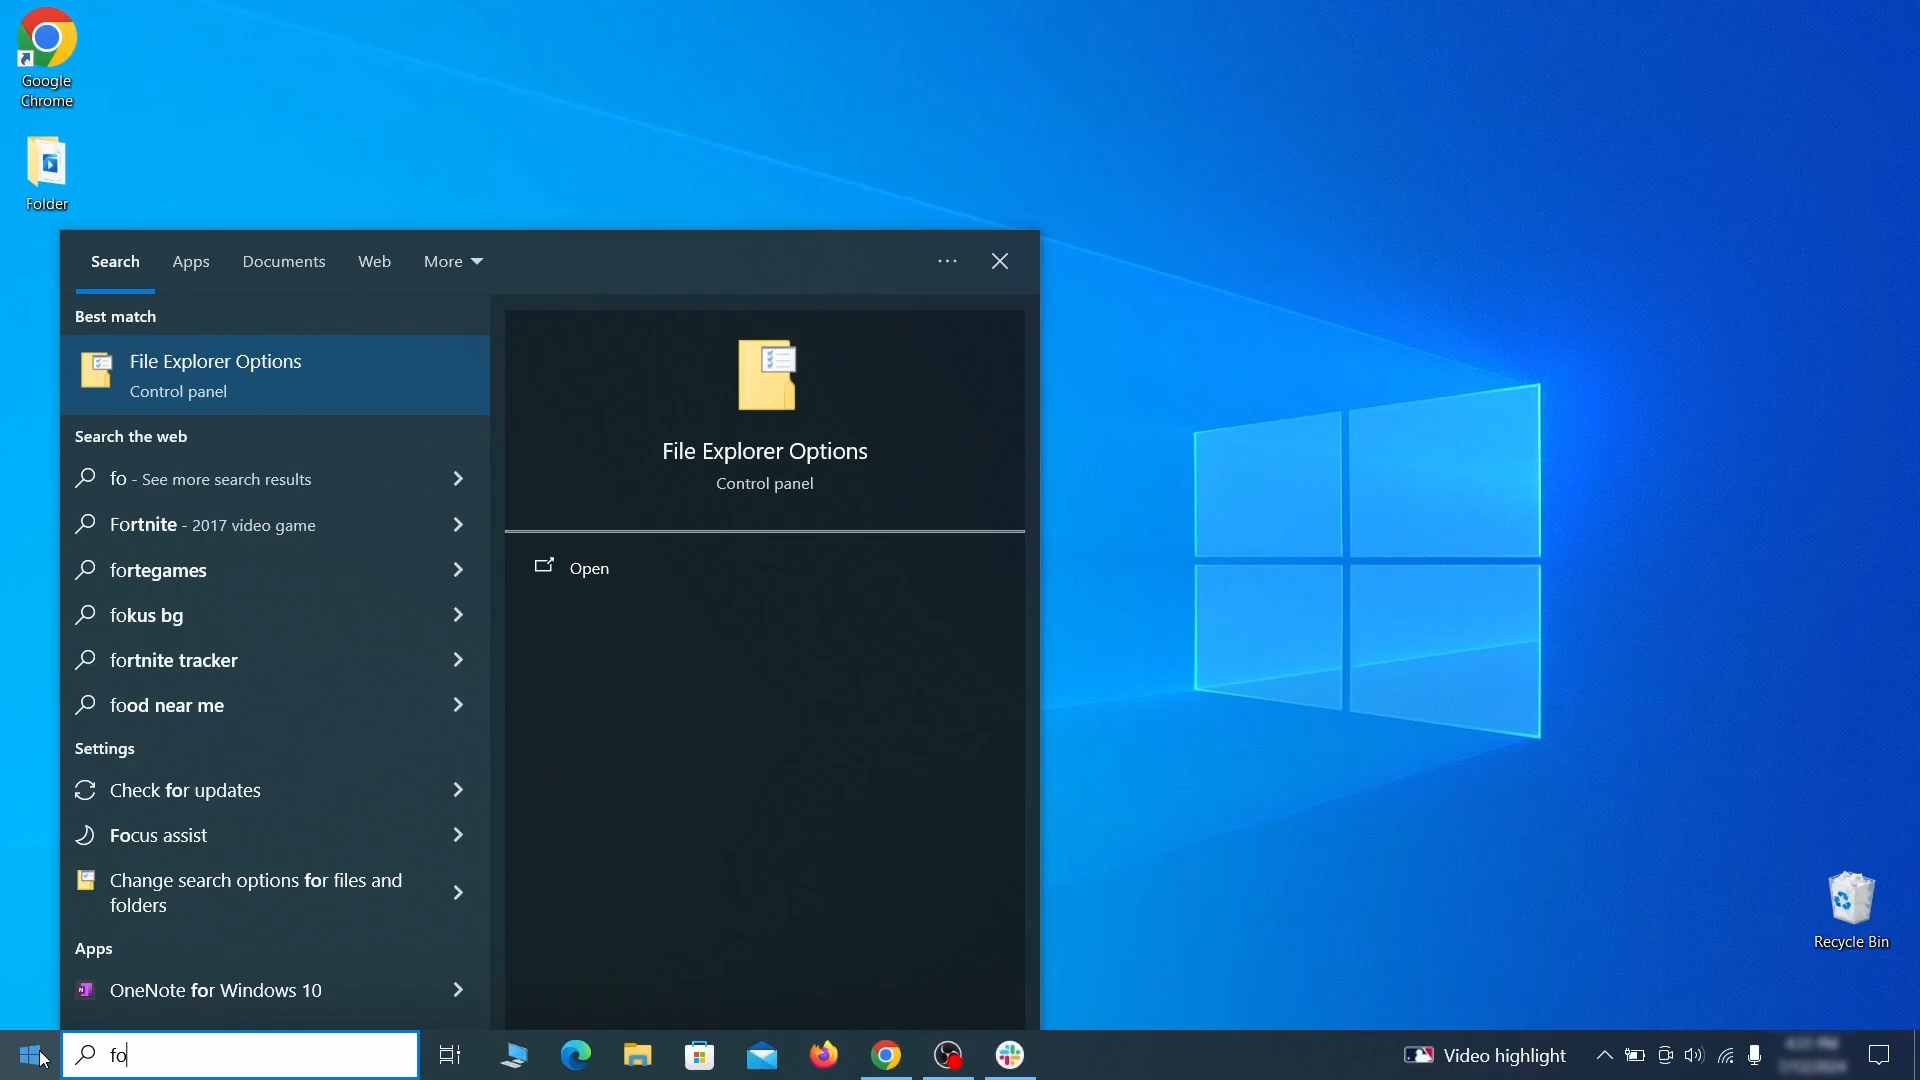 Google
Chrome
Folder
Search Apps Documents Web More
Best match
File Explorer Options
Control panel
Search the web
fo - See more search results
Fortnite - 2017 video game
fortegames
fokus bg
fortnite tracker
food near me
Settings
Check for updates
Focus assist
Change search options for files and
folders
Apps
OneNote for Windows 10
File Explorer Options
Control panel
Open
Recycle Bin
fo
Video highlight